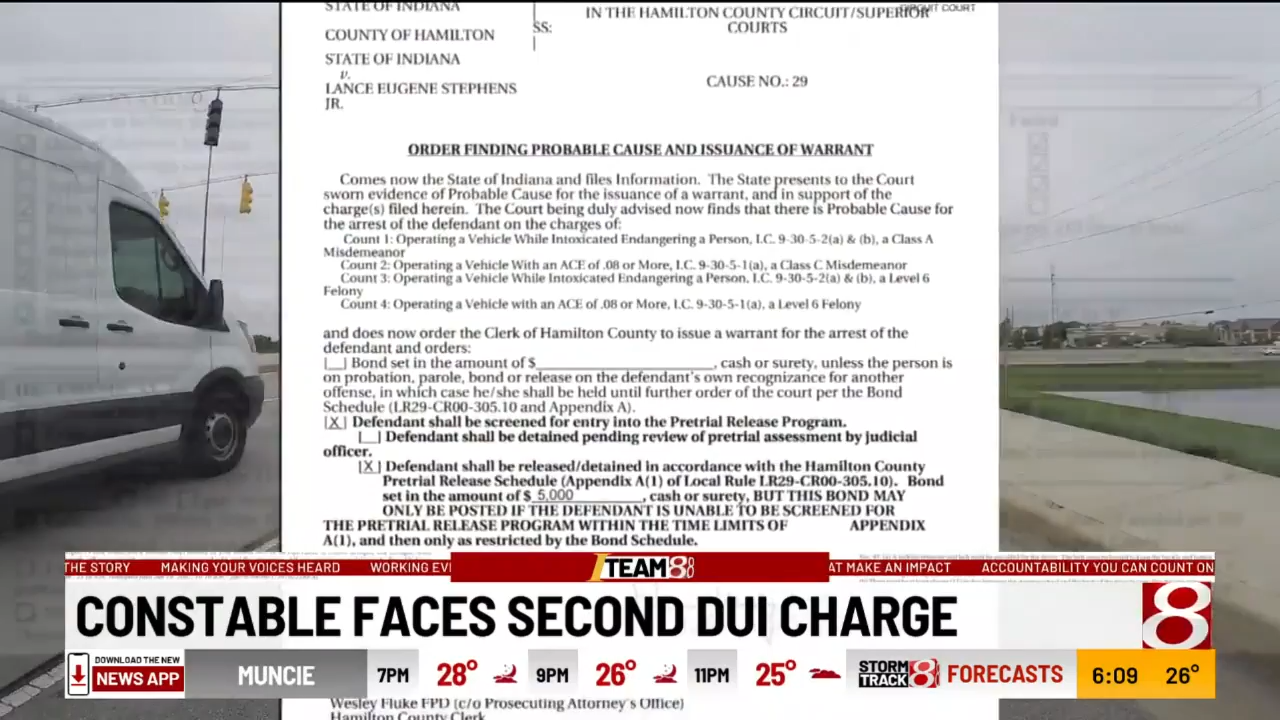 STATE OF INDIANA
IN THE HAMILTON COUNTY CIRCUIT/SUPERIOR
COURTS
SS:
COUNTY OF HAMILTON
STATE OF INDIANA
v.
LANCE EUGENE STEPHENS
JR.
CAUSE NO.: 29
ORDER FINDING PROBABLE CAUSE AND ISSUANCE OF WARRANT
Comes now the State of Indiana and files Information. The State presents to the Court
sworn evidence of Probable Cause for the issuance of a warrant, and in support of the
charge(s) filed herein. The Court being duly advised now finds that there is Probable Cause for
the arrest of the defendant on the charges of:
Count 1: Operating a Vehicle While Intoxicated Endangering a Person, I.C. 9-30-5-2(a) & (b), a Class A
Misdemeanor
Count 2: Operating a Vehicle With an ACE of .08 or More, I.C. 9-30-5-1(a), a Class C Misdemeanor
Count 3: Operating a Vehicle While Intoxicated Endangering a Person, I.C. 9-30-5-2(a) & (b), a Level 6
Felony
Count 4: Operating a Vehicle with an ACE of .08 or More, I.C. 9-30-5-1(a), a Level 6 Felony
and does now order the Clerk of Hamilton County to issue a warrant for the arrest of the
defendant and orders:
[__] Bond set in the amount of $____________________, cash or surety, unless the person is
on probation, parole, bond or release on the defendant's own recognizance for another
offense, in which case he/she shall be held until further order of the court per the Bond
Schedule (LR29-CR00-305.10 and Appendix A).
[X] Defendant shall be screened for entry into the Pretrial Release Program.
[__] Defendant shall be detained pending review of pretrial assessment by judicial
officer.
[X] Defendant shall be released/detained in accordance with the Hamilton County
Pretrial Release Schedule (Appendix A(1) of Local Rule LR29-CR00-305.10). Bond
set in the amount of $ 5,000________, cash or surety, BUT THIS BOND MAY
ONLY BE POSTED IF THE DEFENDANT IS UNABLE TO BE SCREENED FOR
THE PRETRIAL RELEASE PROGRAM WITHIN THE TIME LIMITS OF APPENDIX
A(1), and then only as restricted by the Bond Schedule.
THE STORY MAKING YOUR VOICES HEARD WORKING EVI
I TEAM 8
AT MAKE AN IMPACT ACCOUNTABILITY YOU CAN COUNT ON
CONSTABLE FACES SECOND DUI CHARGE
8
DOWNLOAD THE NEW
NEWS APP
MUNCIE 7PM 28° 9PM 26° 11PM 25°
STORM
TRACK 8 FORECASTS
6:09 26°
Wesley Fluke FPD (c/o Prosecuting Attorney's Office)
Hamilton County Clerk